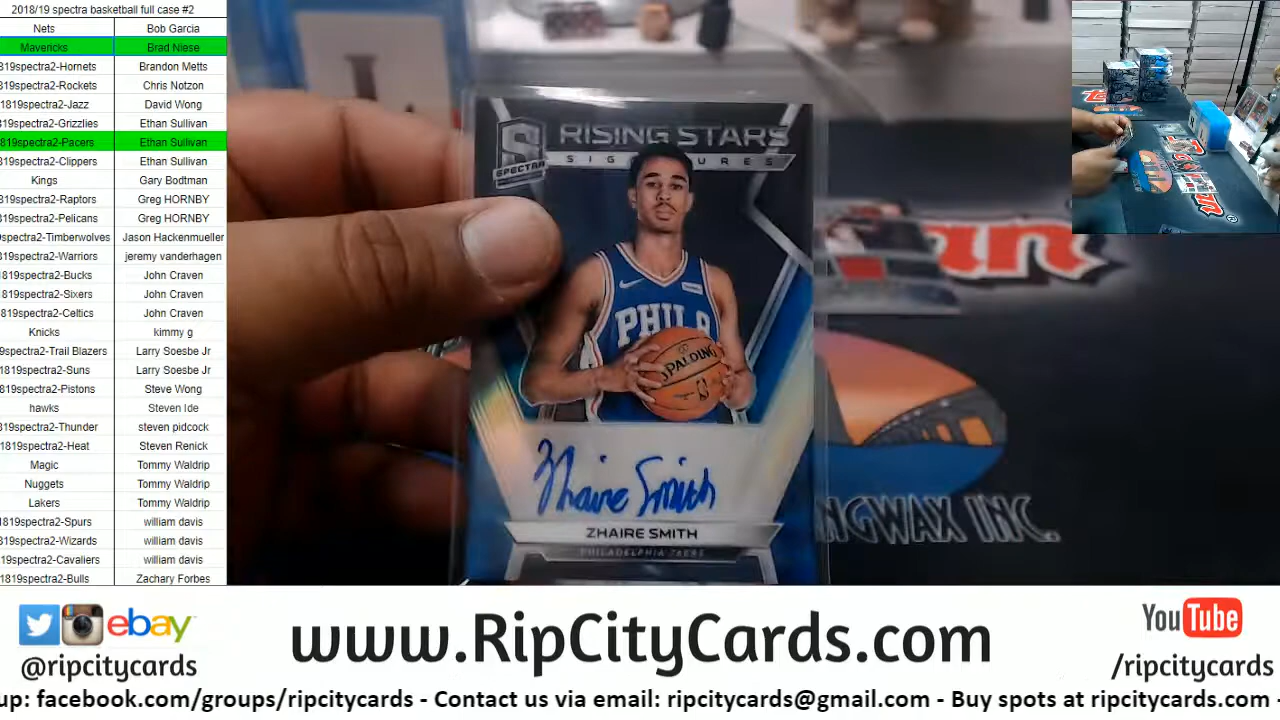 2018/19 spectra basketball full case #2
Nets Bob Garcia
Mavericks Brad Niese
819spectra2-Hornets Brandon Metts
819spectra2-Rockets Chris Notzon
1819spectra2-Jazz David Wong
819spectra2-Grizzlies Ethan Sullivan
819spectra2-Pacers Ethan Sullivan
819spectra2-Clippers Ethan Sullivan
Kings Gary Bodtman
819spectra2-Raptors Greg HORNBY
819spectra2-Pelicans Greg HORNBY
spectra2-Timberwolves Jason Hackenmueller
819spectra2-Warriors jeremy vanderhagen
1819spectra2-Bucks John Craven
819spectra2-Sixers John Craven
819spectra2-Celtics John Craven
Knicks kimmy g
9spectra2-Trail Blazers Larry Soesbe Jr
819spectra2-Suns Larry Soesbe Jr
819spectra2-Pistons Steve Wong
hawks Steven Ide
819spectra2-Thunder steven pidcock
819spectra2-Heat Steven Renick
Magic Tommy Waldrip
Nuggets Tommy Waldrip
Lakers Tommy Waldrip
1819spectra2-Spurs william davis
819spectra2-Wizards william davis
819spectra2-Cavaliers william davis
1819spectra2-Bulls Zachary Forbes
RISING STARS
SIGNATURES
S
SPECTRA
PHILA
SPALDING
Zhaire Smith
ZHAIRE SMITH
PHILADELPHIA 76ERS
NGWAX INC.
ebay
@ripcitycards
www.RipCityCards.com
YouTube
/ripcitycards
up: facebook.com/groups/ripcitycards - Contact us via email: ripcitycards@gmail.com - Buy spots at ripcitycards.com -